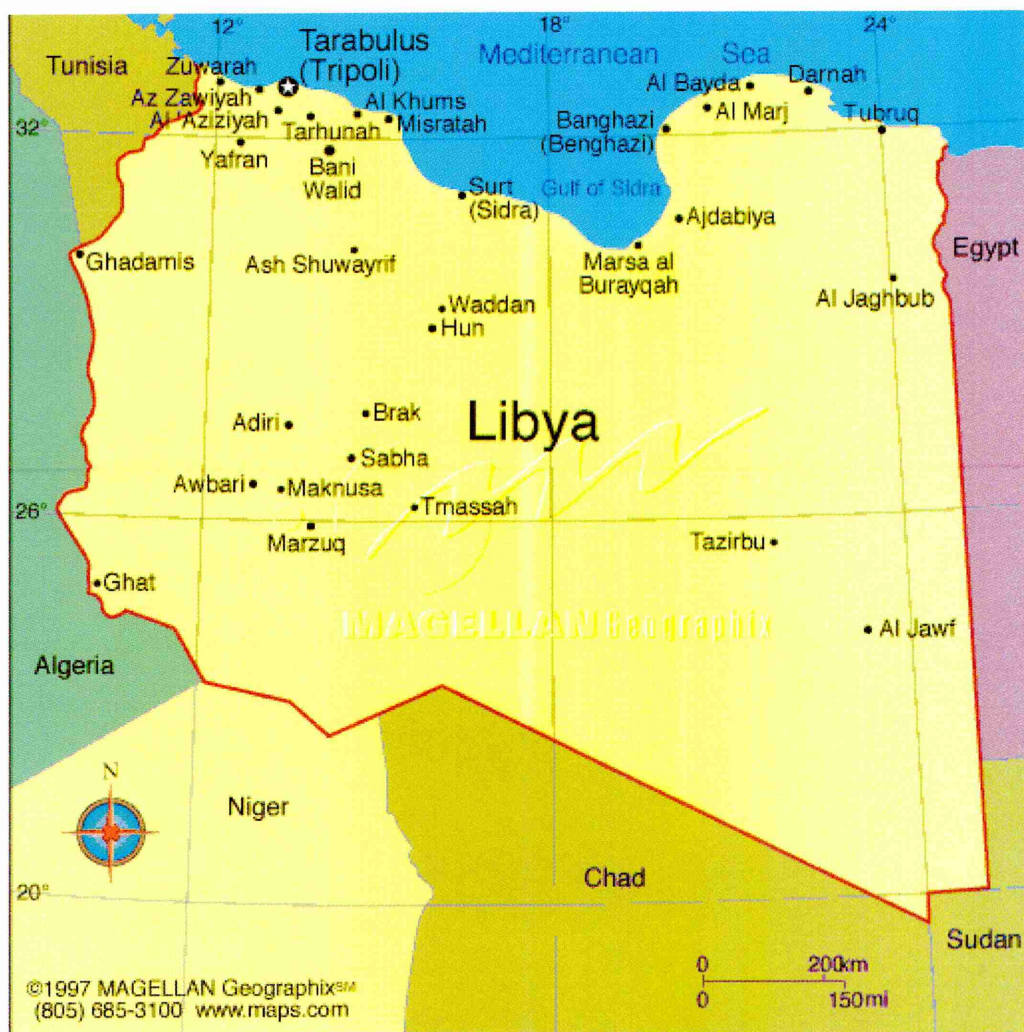 12°
18°
24°
Tunisia
Zuwarah
Tarabulus
(Tripoli)
Mediterranean Sea
Az Zawiyah
Al Khums
Al Bayda
Darnah
Al Aziziyah
Tarhunah
Misratah
Al Marj
Tubruq
32°
Banghazi
(Benghazi)
Yafran
Bani
Walid
Surt
(Sidra)
Gulf of Sidra
Ajdabiya
Egypt
Ghadamis
Ash Shuwayrif
Marsa al
Burayqah
Al Jaghbub
Waddan
Hun
Adiri
Brak
Libya
Sabha
Awbari
Maknusa
Tmassah
26°
Marzuq
Tazirbu
Ghat
MAGELLAN Geographix
Al Jawf
Algeria
N
Niger
Chad
20°
Sudan
0 200km
0 150mi
©1997 MAGELLAN Geographix℠
(805) 685-3100 www.maps.com